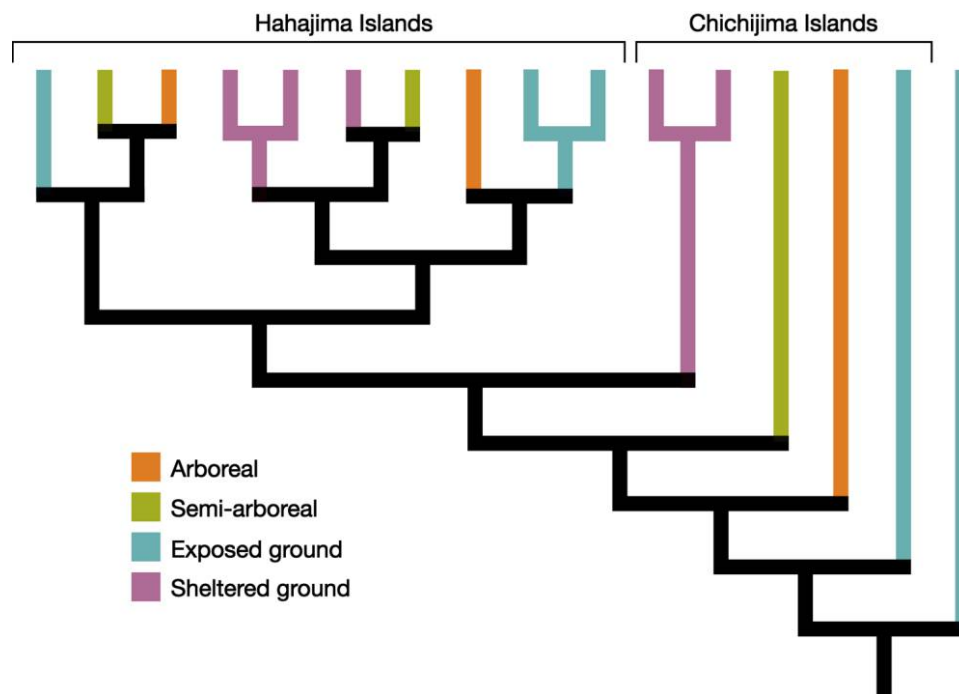 Hahajima Islands
Chichijima Islands
Arboreal
Semi-arboreal
Exposed ground
Sheltered ground